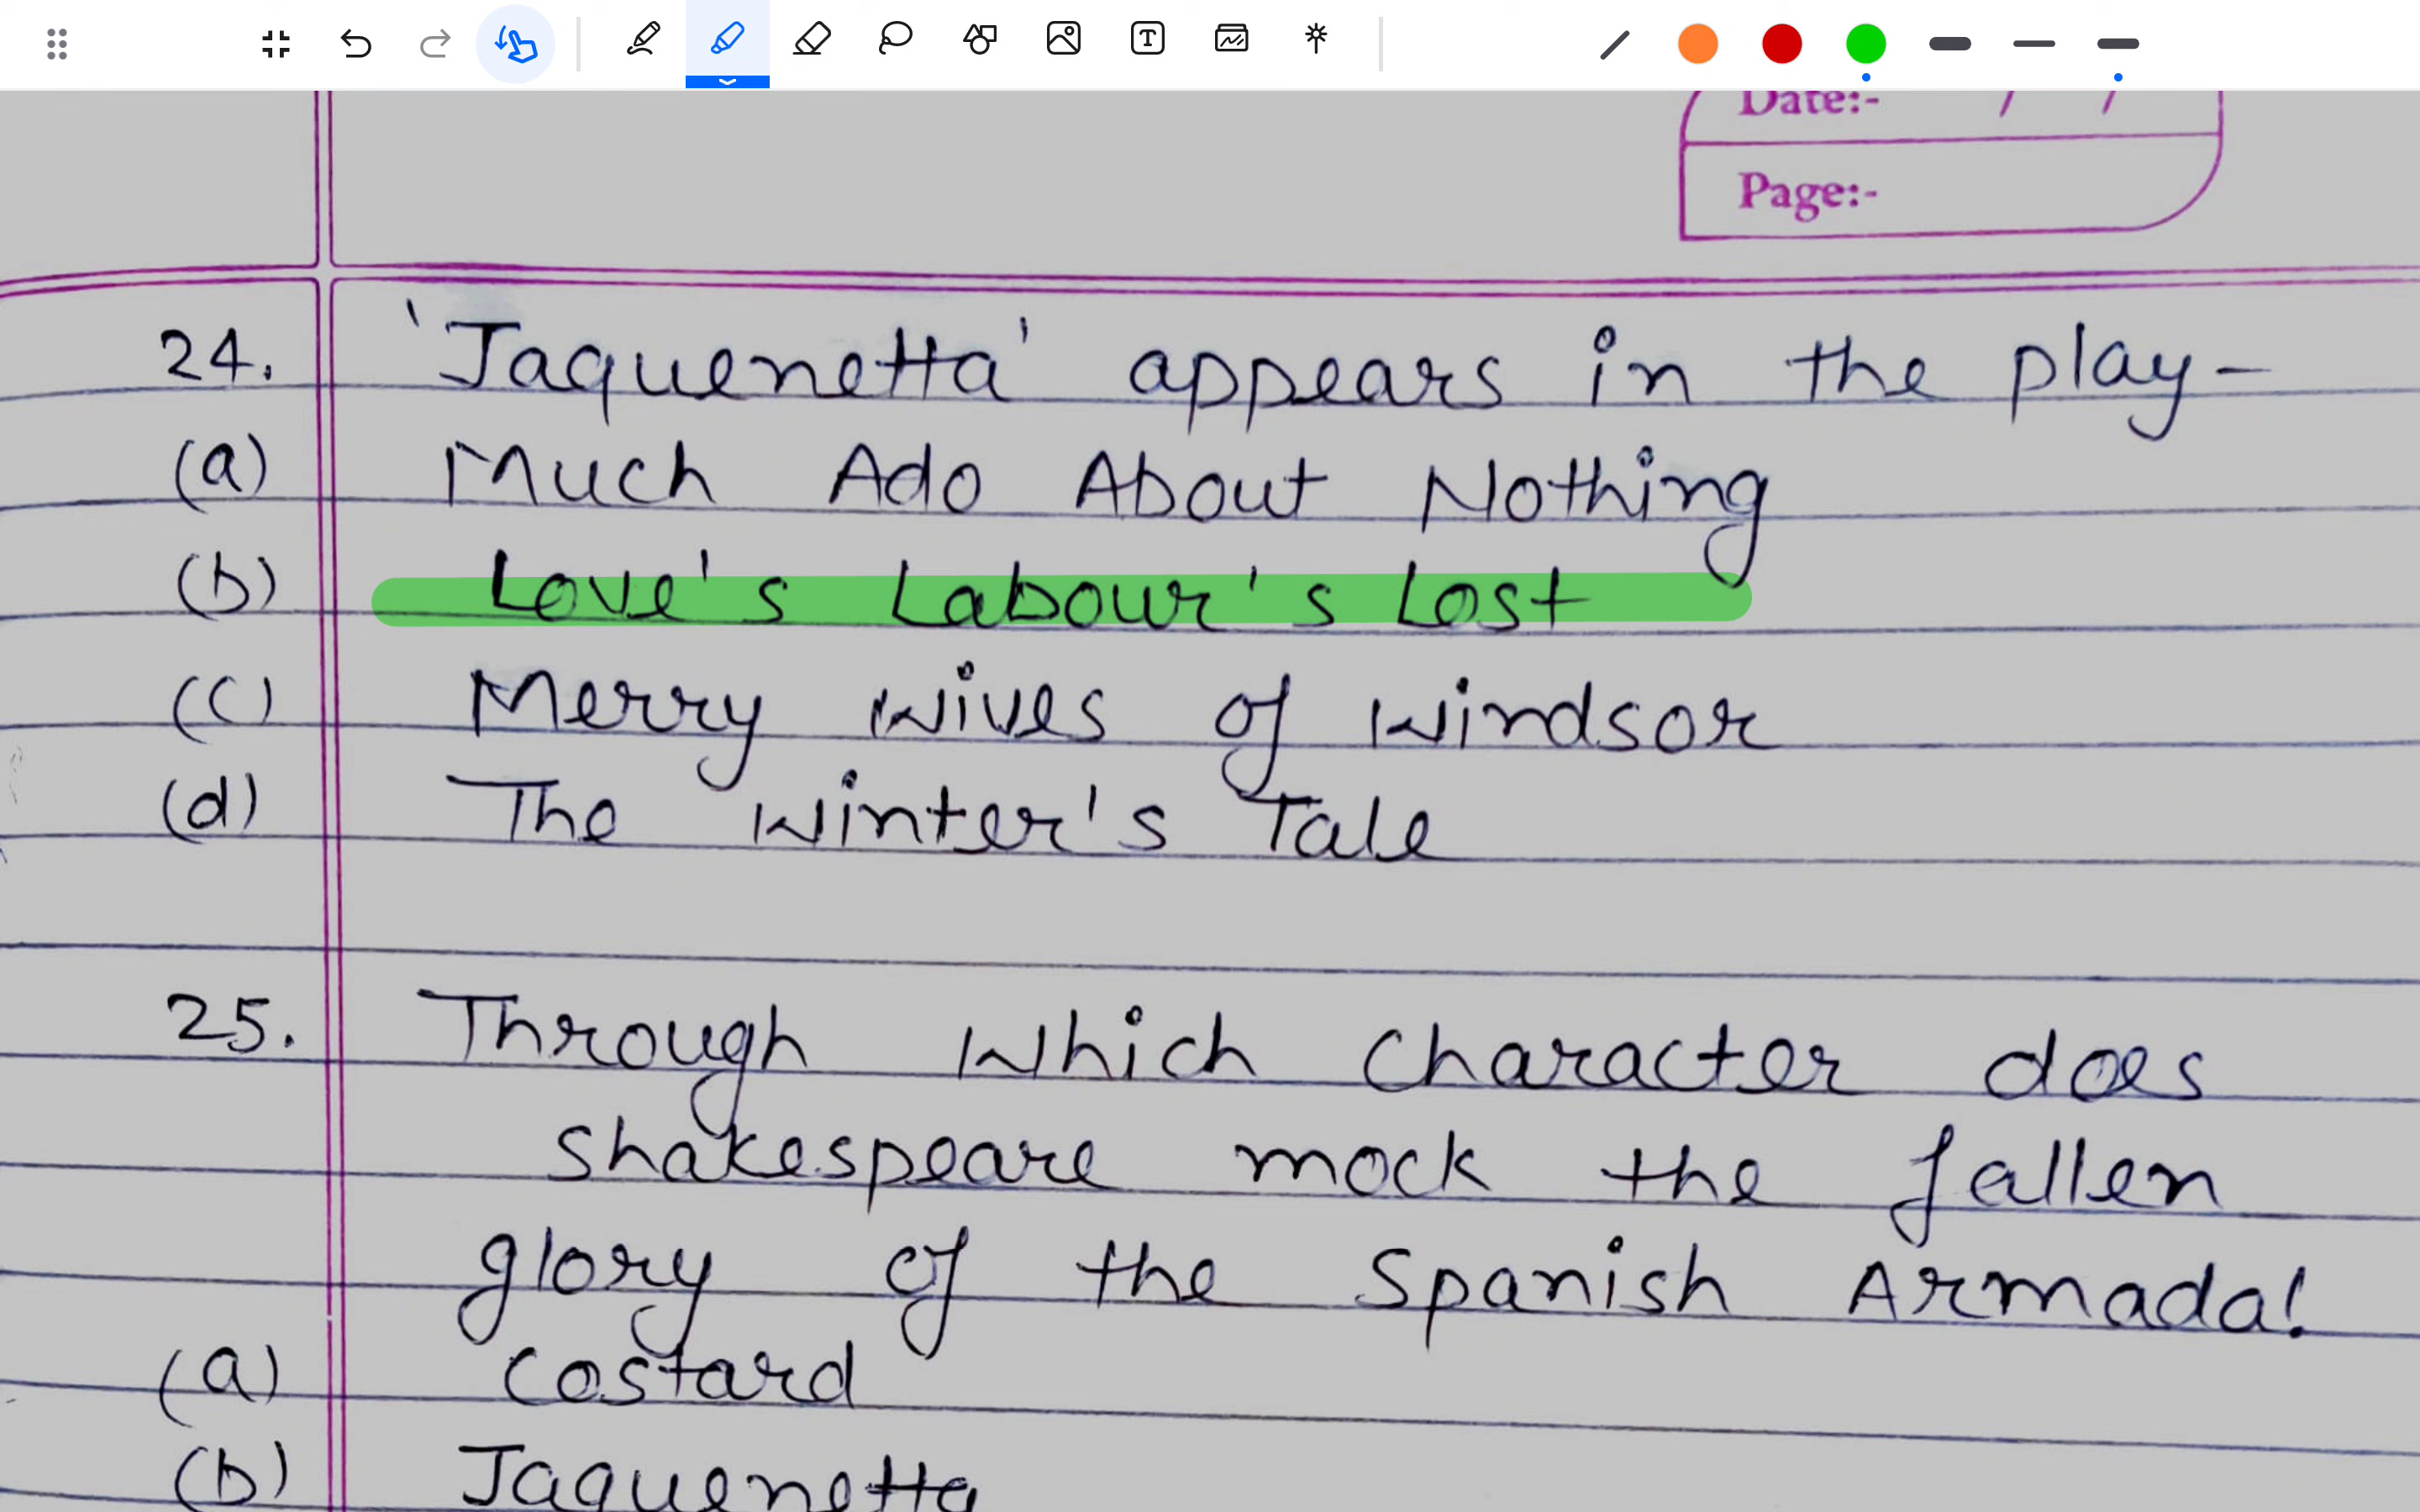 Date:- / /
Page:-
24. 'Jaquenetta' appears in the play-
(a) Much Ado About Nothing
(b) Love's Labour's Lost
(c) Merry Wives of Windsor
(d) The Winter's Tale
25. Through which character does
shakespeare mock the fallen
glory of the Spanish Armada!
(a) Costard
(b) Jaquenetta